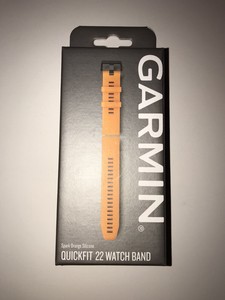 GARMIN®
Spark Orange Silicone
QUICKFIT 22 WATCH BAND